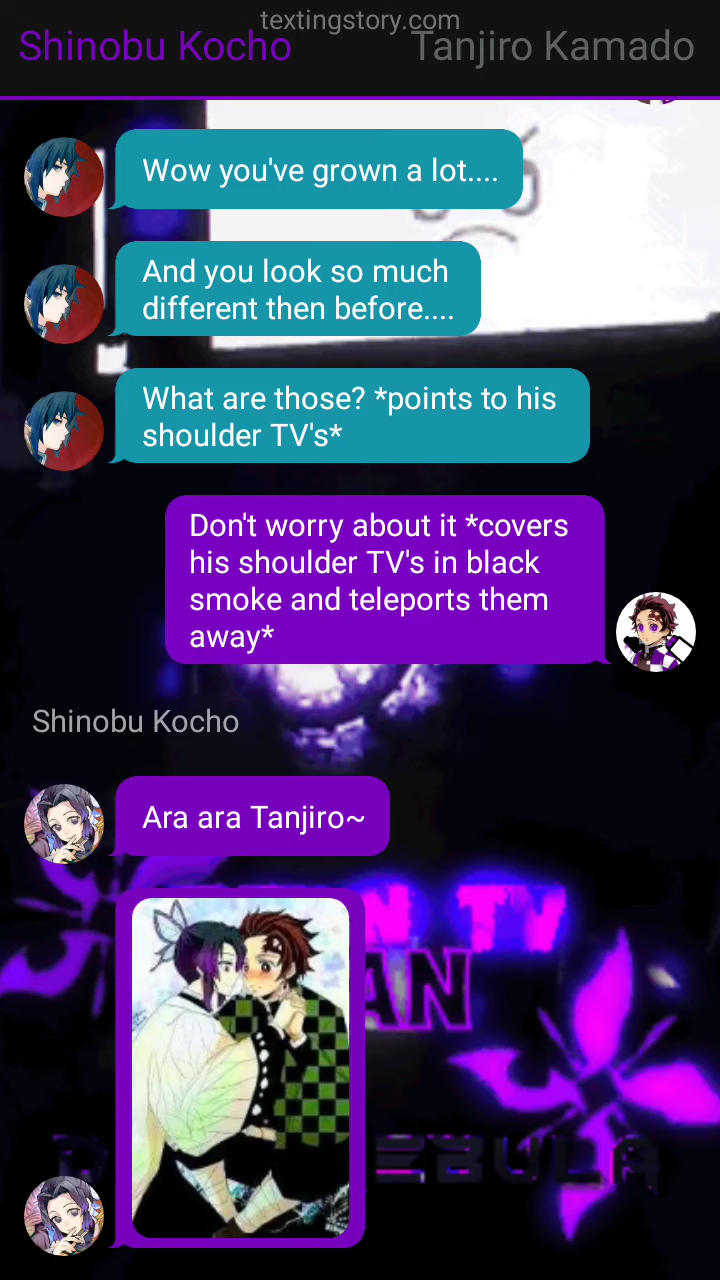 textingstory.com
Shinobu Kocho
Tanjiro Kamado
Wow you've grown a lot....
And you look so much
different then before....
What are those? *points to his
shoulder TV's*
Don't worry about it *covers
his shoulder TV's in black
smoke and teleports them
away*
Shinobu Kocho
Ara ara Tanjiro~
N TV
AN